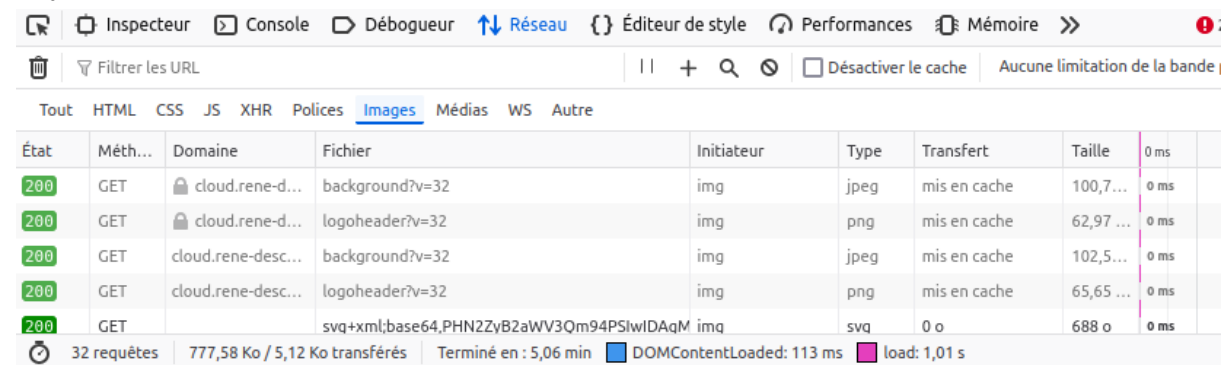 Inspecteur Console Débogueur Réseau {} Éditeur de style Performances Mémoire
Filtrer les URL Désactiver le cache Aucune limitation de la bande
Tout HTML CSS JS XHR Polices Images Médias WS Autre
État Méth... Domaine Fichier Initiateur Type Transfert Taille 0 ms
200 GET cloud.rene-d... background?v=32 img jpeg mis en cache 100,7... 0 ms
200 GET cloud.rene-d... logoheader?v=32 img png mis en cache 62,97 ... 0 ms
200 GET cloud.rene-desc... background?v=32 img jpeg mis en cache 102,5... 0 ms
200 GET cloud.rene-desc... logoheader?v=32 img png mis en cache 65,65 ... 0 ms
200 GET img svg 0 o 688 o 0 ms
32 requêtes 777,58 Ko / 5,12 Ko transférés Terminé en : 5,06 min DOMContentLoaded: 113 ms load: 1,01 s